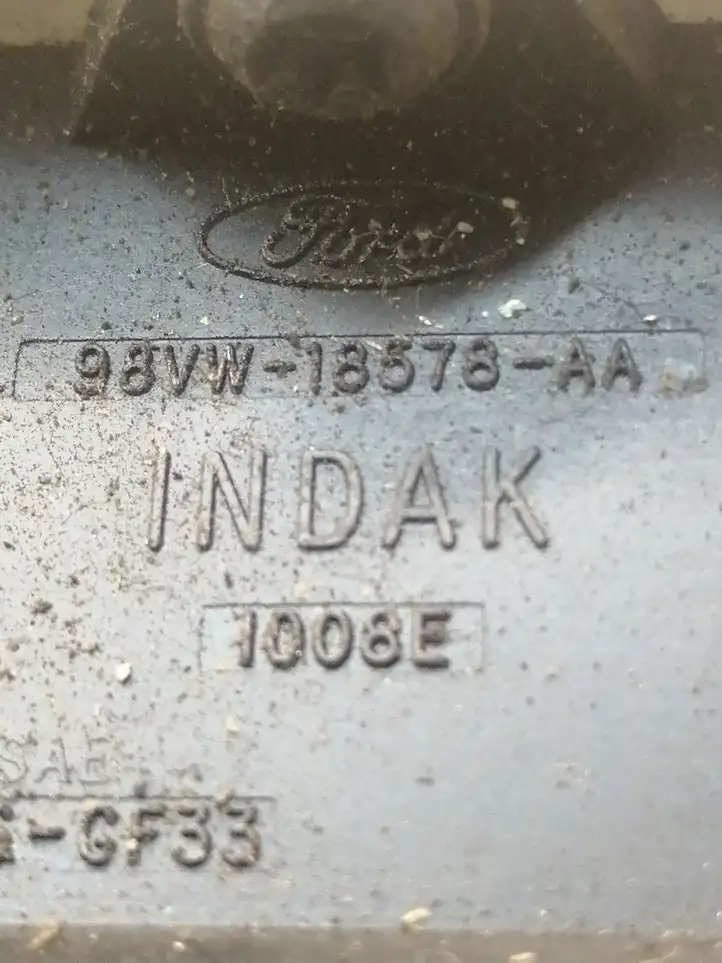 Ford
98VW-18578-AA
INDAK
1008E
SAE
-GF33